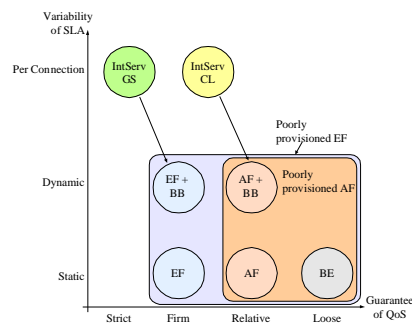 Variability
of SLA
Per Connection
IntServ
GS
IntServ
CL
Poorly
provisioned EF
Dynamic
EF +
BB
AF +
BB
Poorly
provisioned AF
Static
EF
AF
BE
Guarantee
of QoS
Strict
Firm
Relative
Loose